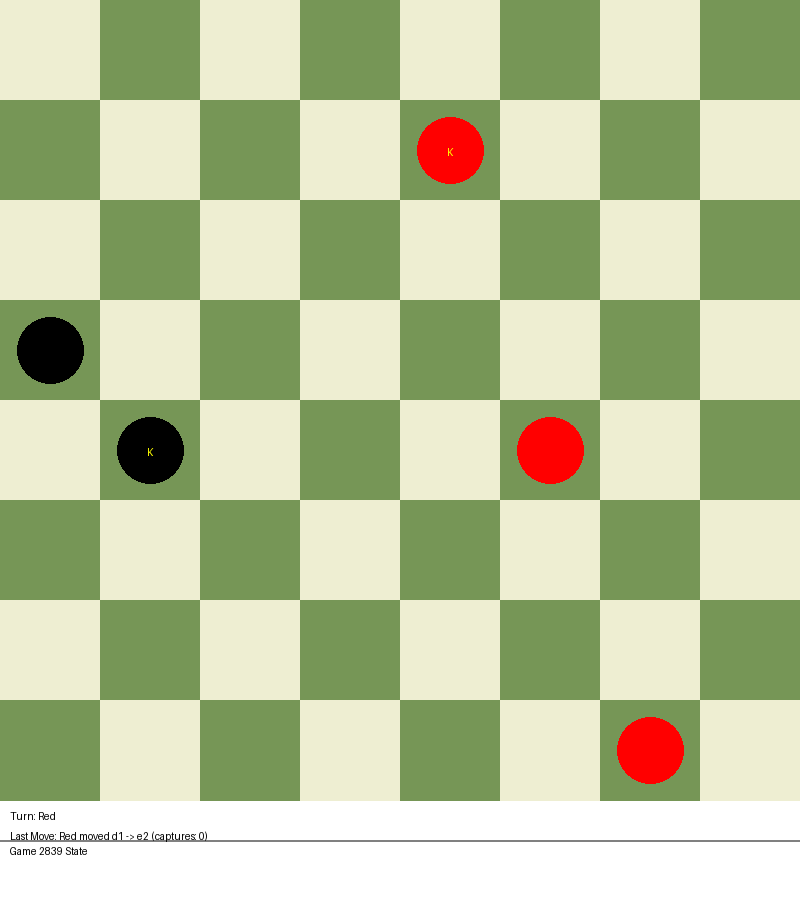 K
K
Turn: Red
Last Move: Red moved d1 -> e2 (captures: 0)
Game 2839 State